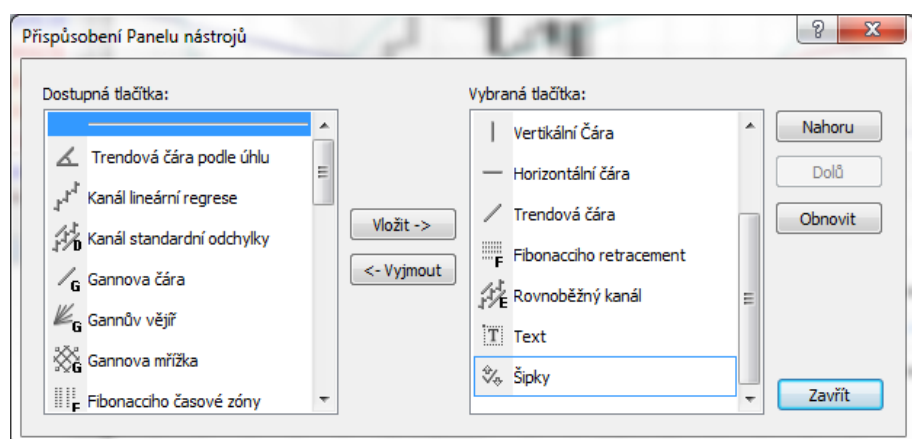 Přispůsobení Panelu nástrojů
Dostupná tlačítka:
Trendová čára podle úhlu
Kanál lineární regrese
Kanál standardní odchylky
Gannova čára
Gannův vějíř
Gannova mřížka
Fibonacciho časové zóny
Vložit ->
<- Vyjmout
Vybraná tlačítka:
Vertikální Čára
Horizontální čára
Trendová čára
Fibonacciho retracement
Rovnoběžný kanál
Text
Šipky
Nahoru
Dolů
Obnovit
Zavřít